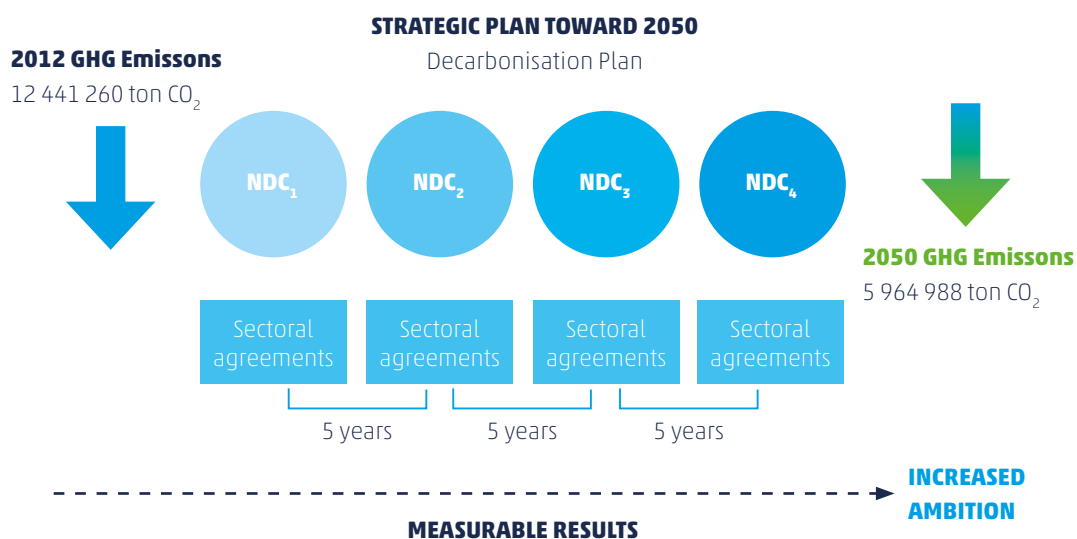 STRATEGIC PLAN TOWARD 2050
Decarbonisation Plan
2012 GHG Emissons
12 441 260 ton CO₂
NDC₁
NDC₂
NDC₃
NDC₄
2050 GHG Emissons
5 964 988 ton CO₂
Sectoral
agreements
Sectoral
agreements
Sectoral
agreements
Sectoral
agreements
5 years
5 years
5 years
INCREASED
AMBITION
MEASURABLE RESULTS